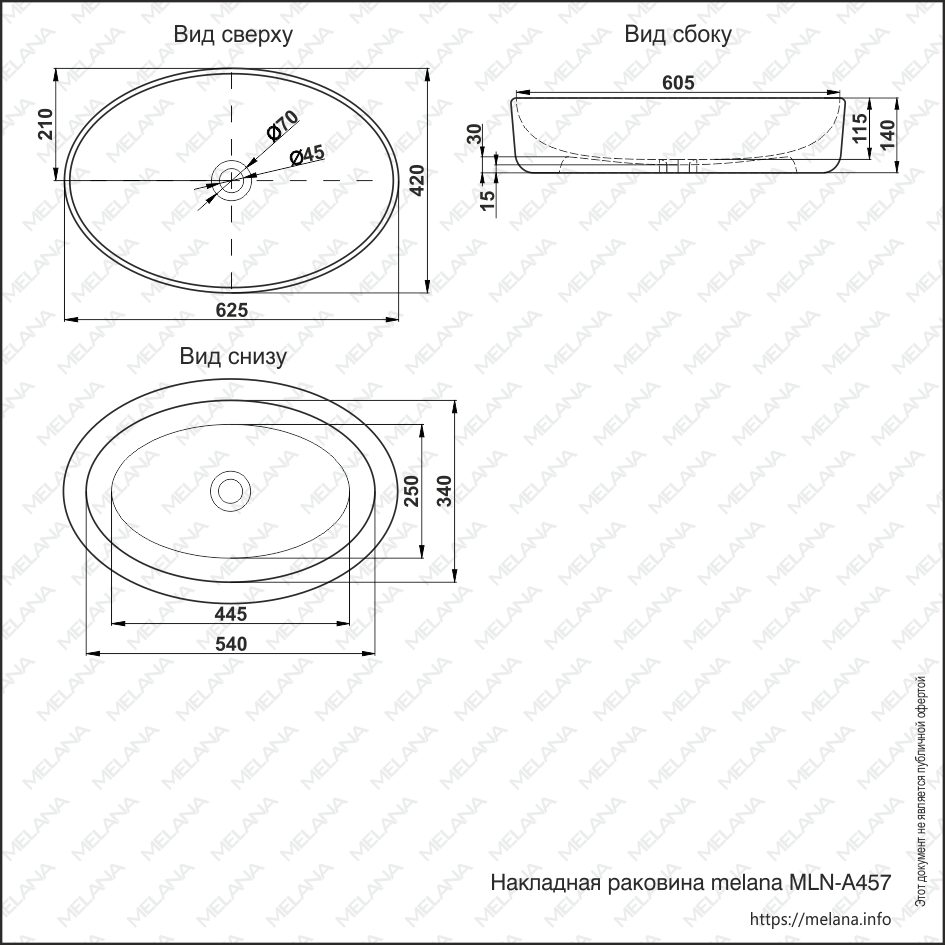 Вид сверху
Вид сбоку
605
210
Ø70
Ø45
420
625
30
15
115
140
Вид снизу
250
340
445
540
Этот документ не является публичной офертой
Накладная раковина melana MLN-A457
https://melana.info
MELANA